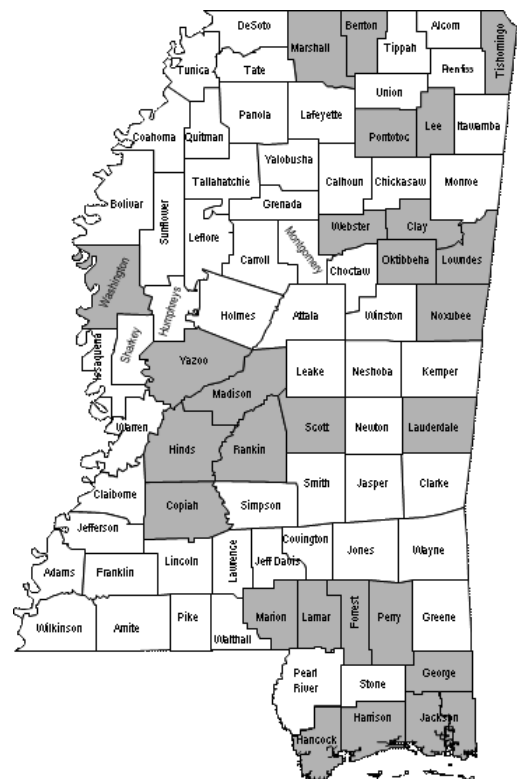 DeSoto
Marshall
Benton
Alcorn
Tippah
Tishomingo
Prentiss
Tunica
Tate
Union
Panola
Lafeyette
Coahoma
Quitman
Pontotoc
Lee
Itawamba
Yalobusha
Tallahatchie
Calhoun
Chickasaw
Monroe
Bolivar
Sunflower
Grenada
Leflore
Webster
Clay
Montgomery
Carroll
Choctaw
Oktibbeha
Lowndes
Washington
Humphreys
Holmes
Attala
Winston
Noxubee
Issaquena
Sharkey
Yazoo
Leake
Neshoba
Kemper
Madison
Warren
Hinds
Rankin
Scott
Newton
Lauderdale
Claiborne
Copiah
Simpson
Smith
Jasper
Clarke
Jefferson
Covington
Lincoln
Lawrence
Jeff Davis
Jones
Wayne
Adams
Franklin
Wilkinson
Amite
Pike
Walthall
Marion
Lamar
Forrest
Perry
Greene
Pearl
River
Stone
George
Hancock
Harrison
Jackson